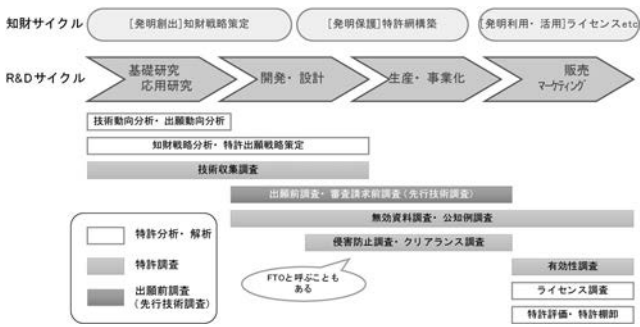 知財サイクル
[発明創出]知財戦略策定
[発明保護]特許網構築
[発明利用・活用]ライセンスetc
R&Dサイクル
基礎研究
応用研究
開発・設計
生産・事業化
販売
マーケティング
技術動向分析・出願動向分析
知財戦略分析・特許出願戦略策定
技術収集調査
出願前調査・審査請求前調査(先行技術調査)
無効資料調査・公知例調査
侵害防止調査・クリアランス調査
FTOと呼ぶことも
ある
有効性調査
ライセンス調査
特許評価・特許棚卸
特許分析・解析
特許調査
出願前調査
(先行技術調査)